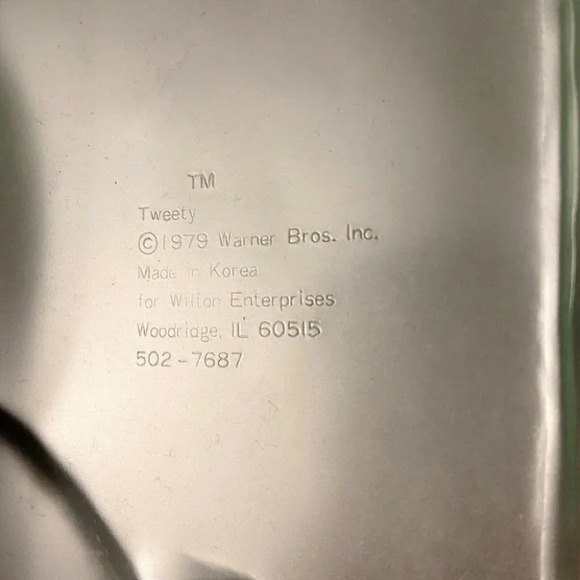 TM
Tweety
©1979 Warner Bros. Inc.
Made in Korea
for Wilton Enterprises
Woodridge, IL 60515
502-7687